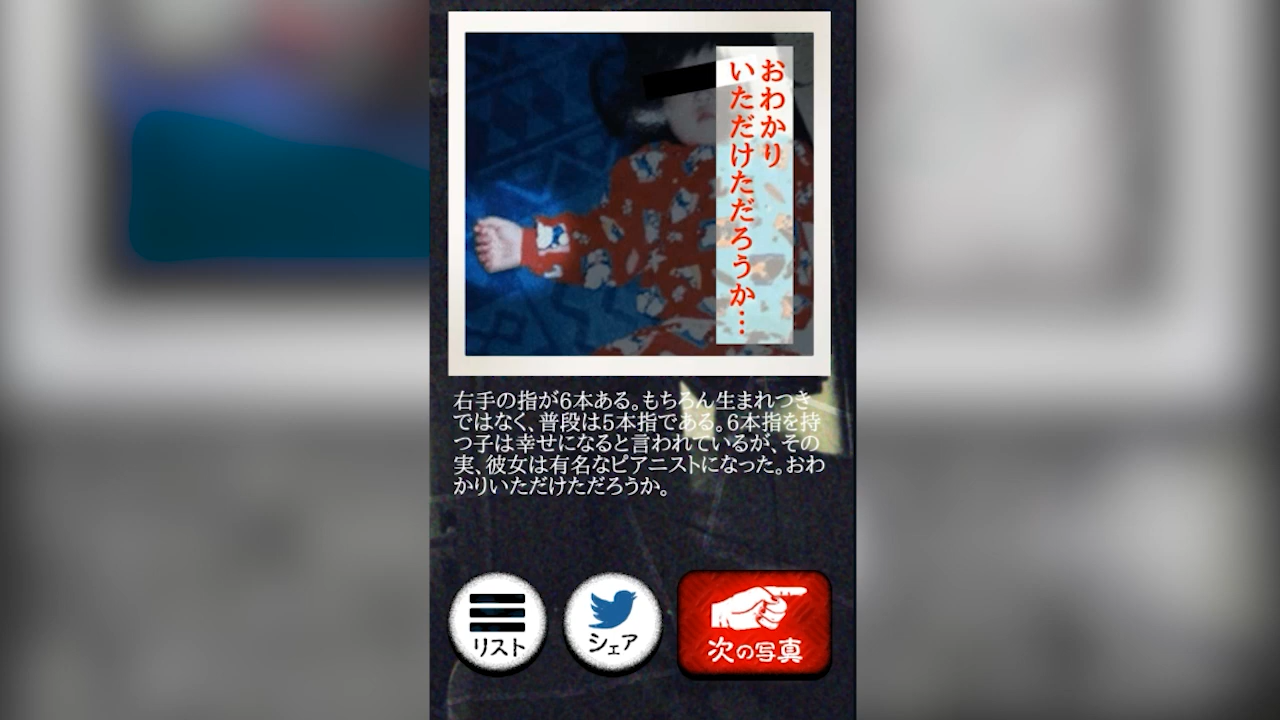 おわかり
いただけただろうか…
右手の指が6本ある。もちろん生まれつき
ではなく、普段は5本指である。6本指を持
つ子は幸せになると言われているが、その
実、彼女は有名なピアニストになった。おわ
かりいただけただろうか。
リスト
シェア
次の写真